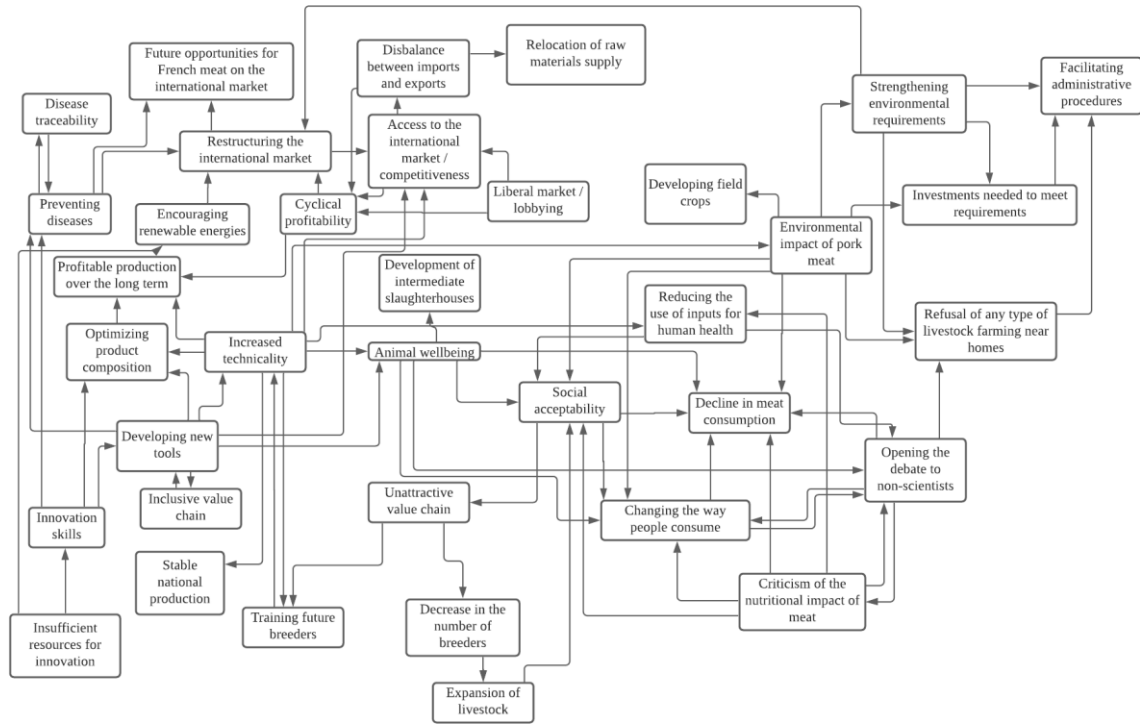 Future opportunities for
French meat on the
international market
Disbalance
between imports
and exports
Relocation of raw
materials supply
Facilitating
administrative
procedures
Strengthening
environmental
requirements
Disease
traceability
Restructuring the
international market
Access to the
international
market /
competitiveness
Liberal market /
lobbying
Developing field
crops
Investments needed to meet
requirements
Preventing
diseases
Encouraging
renewable energies
Cyclical
profitability
Environmental
impact of pork
meat
Profitable production
over the long term
Development of
intermediate
slaughterhouses
Reducing the
use of inputs for
human health
Refusal of any type of
livestock farming near
homes
Optimizing
product
composition
Increased
technicality
Animal wellbeing
Social
acceptability
Decline in meat
consumption
Developing new
tools
Opening the
debate to
non-scientists
Inclusive value
chain
Unattractive
value chain
Changing the way
people consume
Innovation
skills
Stable
national
production
Criticism of the
nutritional impact of
meat
Insufficient
resources for
innovation
Training future
breeders
Decrease in the
number of
breeders
Expansion of
livestock